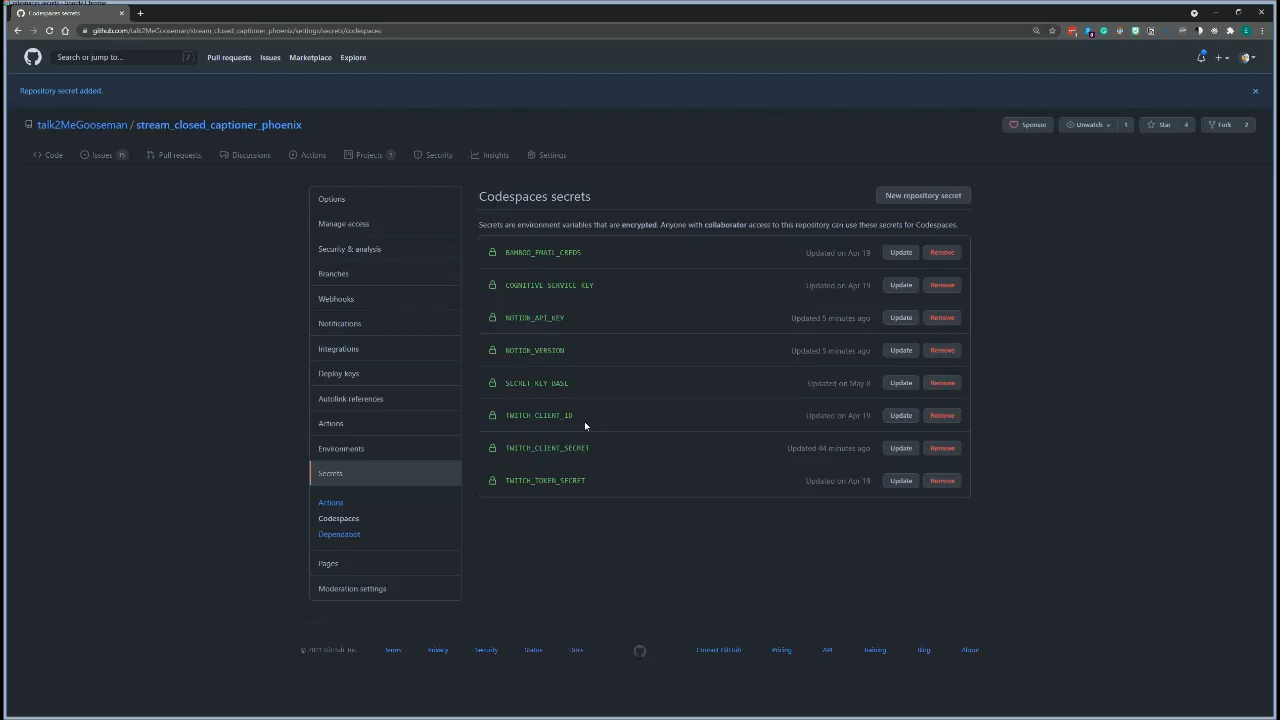 Codespaces secrets - Google Chrome
Codespaces secrets
github.com/talk2MeGooseman/stream_closed_captioner_phoenix/settings/secrets/codespaces
Search or jump to... /
Pull requests Issues Marketplace Explore
Repository secret added.
talk2MeGooseman / stream_closed_captioner_phoenix
Sponsor Unwatch 1 Star 4 Fork 2
Code Issues 15 Pull requests Discussions Actions Projects 1 Security Insights Settings
Options
Manage access
Security & analysis
Branches
Webhooks
Notifications
Integrations
Deploy keys
Autolink references
Actions
Environments
Secrets
Actions
Codespaces
Dependabot
Pages
Moderation settings
Codespaces secrets
New repository secret
Secrets are environment variables that are encrypted. Anyone with collaborator access to this repository can use these secrets for Codespaces.
BAMBOO_EMAIL_CREDS Updated on Apr 19 Update Remove
COGNITIVE_SERVICE_KEY Updated on Apr 19 Update Remove
NOTION_API_KEY Updated 5 minutes ago Update Remove
NOTION_VERSION Updated 5 minutes ago Update Remove
SECRET_KEY_BASE Updated on May 8 Update Remove
TWITCH_CLIENT_ID Updated on Apr 19 Update Remove
TWITCH_CLIENT_SECRET Updated 44 minutes ago Update Remove
TWITCH_TOKEN_SECRET Updated on Apr 19 Update Remove
© 2021 GitHub, Inc. Terms Privacy Security Status Docs Contact GitHub Pricing API Training Blog About